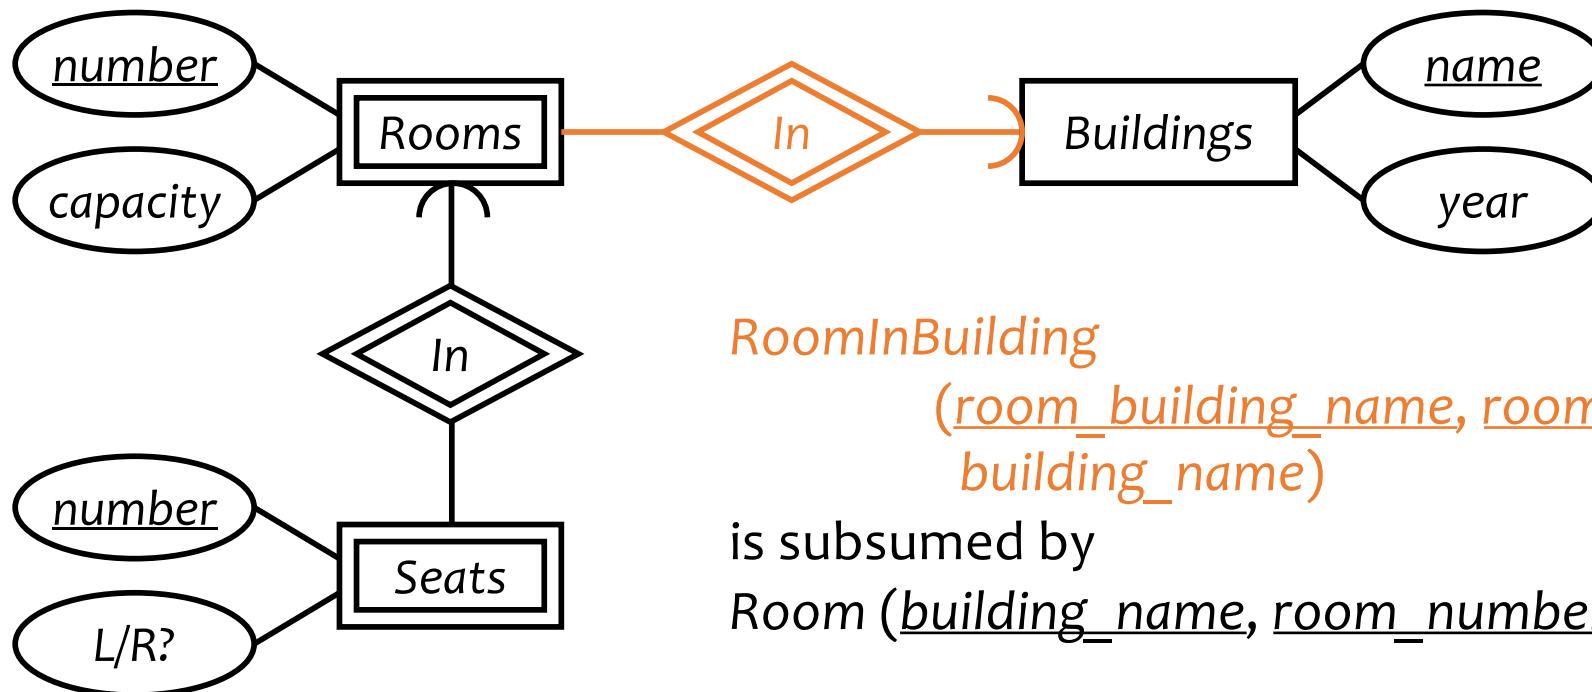 number
capacity
Rooms
In
Buildings
name
year
In
number
L/R?
Seats
RoomInBuilding
(room_building_name, room
building_name)
is subsumed by
Room (building_name, room_numbe